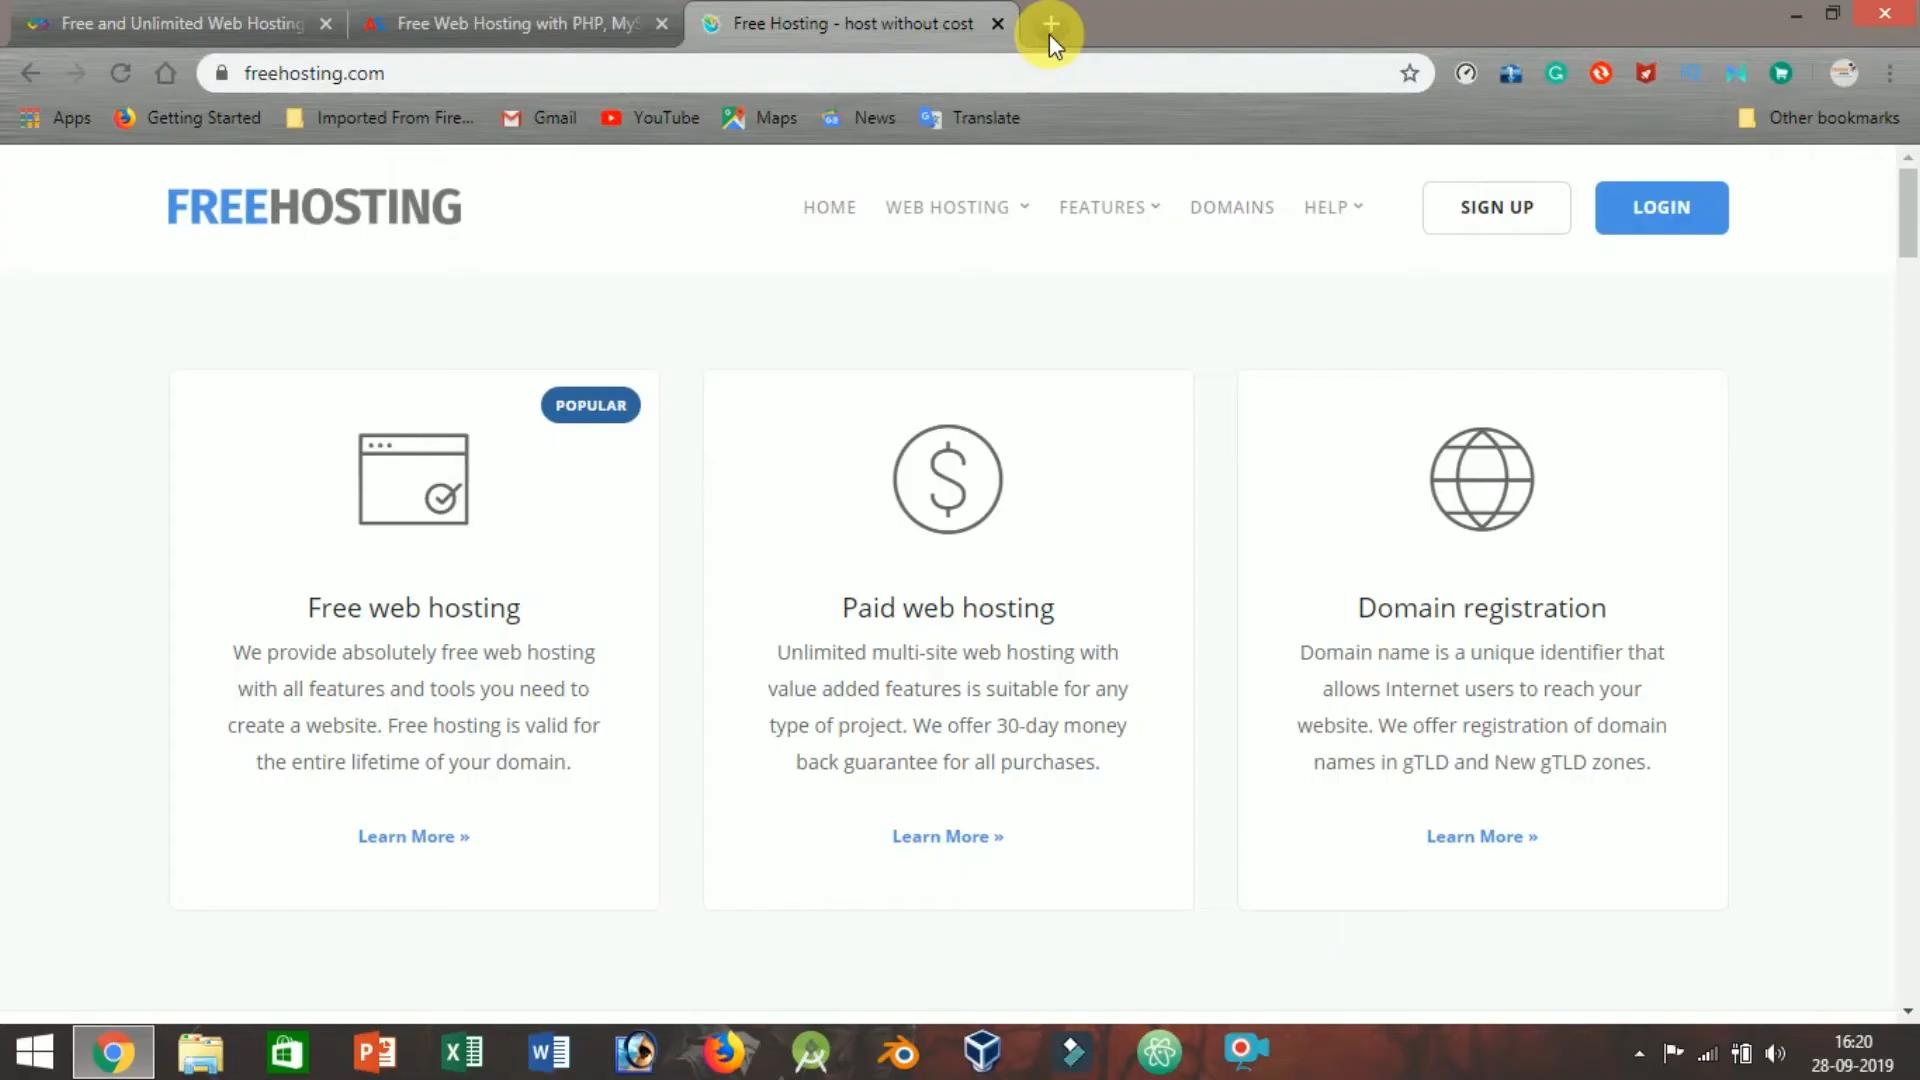 Free and Unlimited Web Hosting
Free Web Hosting with PHP, MyS
Free Hosting - host without cost
freehosting.com
Apps
Getting Started
Imported From Fire...
Gmail
YouTube
Maps
News
Translate
Other bookmarks
FREEHOSTING
HOME
WEB HOSTING
FEATURES
DOMAINS
HELP
SIGN UP
LOGIN
POPULAR
Free web hosting
We provide absolutely free web hosting
with all features and tools you need to
create a website. Free hosting is valid for
the entire lifetime of your domain.
Learn More »
Paid web hosting
Unlimited multi-site web hosting with
value added features is suitable for any
type of project. We offer 30-day money
back guarantee for all purchases.
Learn More »
Domain registration
Domain name is a unique identifier that
allows Internet users to reach your
website. We offer registration of domain
names in gTLD and New gTLD zones.
Learn More »
16:20
28-09-2019